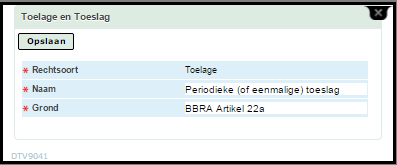 Toelage en Toeslag
Opslaan
* Rechtsoort Toelage
* Naam Periodieke (of eenmalige) toeslag
* Grond BBRA Artikel 22a
DTV9041